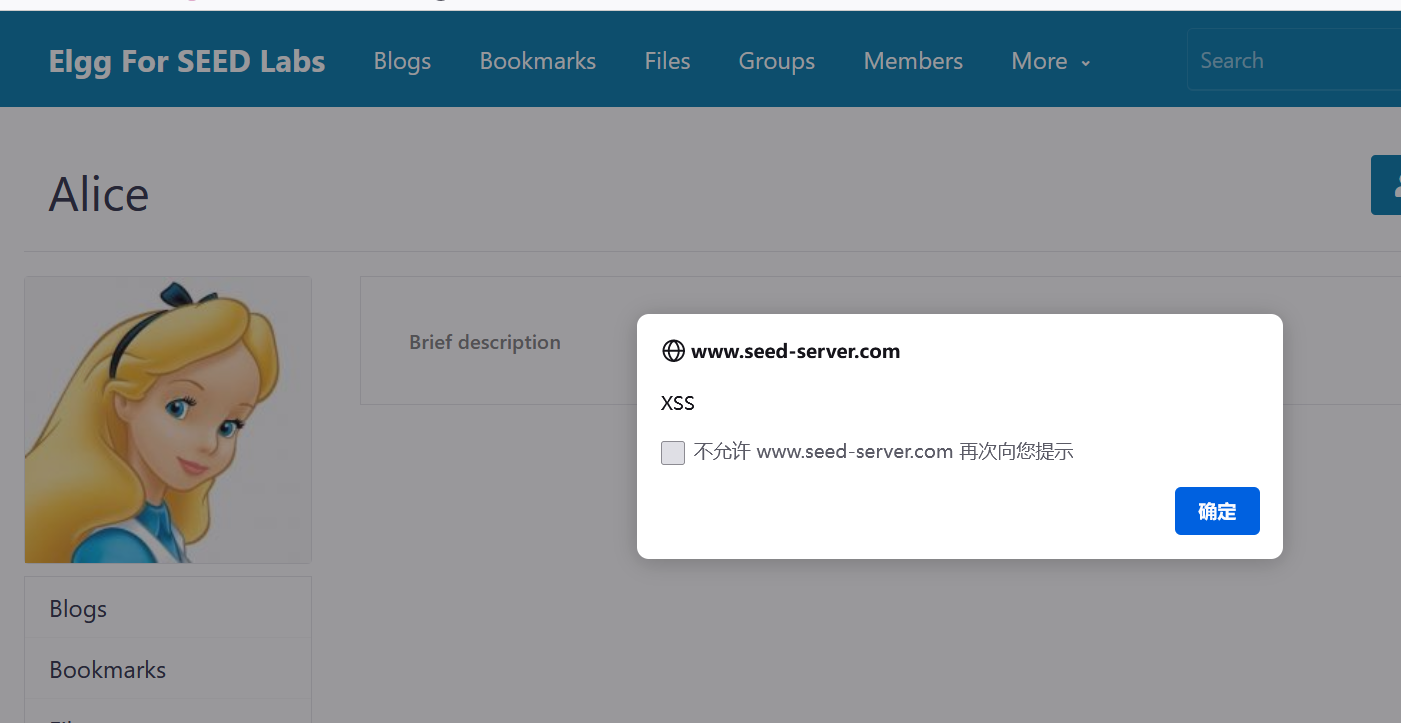 Elgg For SEED Labs Blogs Bookmarks Files Groups Members More Search
Alice
Brief description
www.seed-server.com
XSS
不允许 www.seed-server.com 再次向您提示
确定
Blogs
Bookmarks